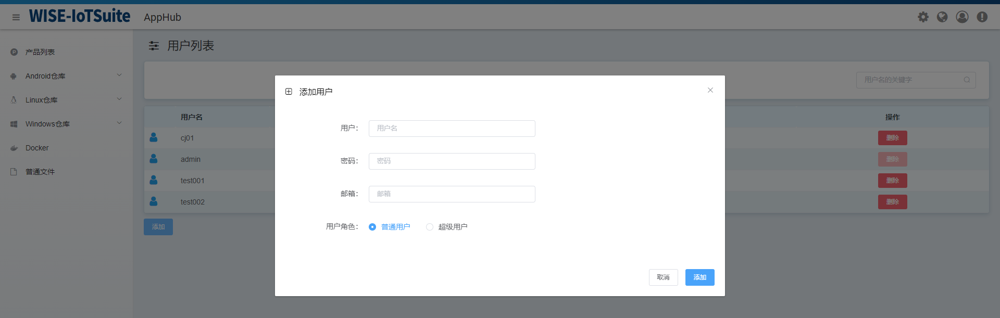 WISE-IoTSuite AppHub
产品列表
Android仓库
Linux仓库
Windows仓库
Docker
普通文件
用户列表
用户名的关键字
用户名 操作
cj01 删除
admin 删除
test001 删除
test002 删除
添加
添加用户
用户： 用户名
密码： 密码
邮箱： 邮箱
用户角色： 普通用户 超级用户
取消 添加